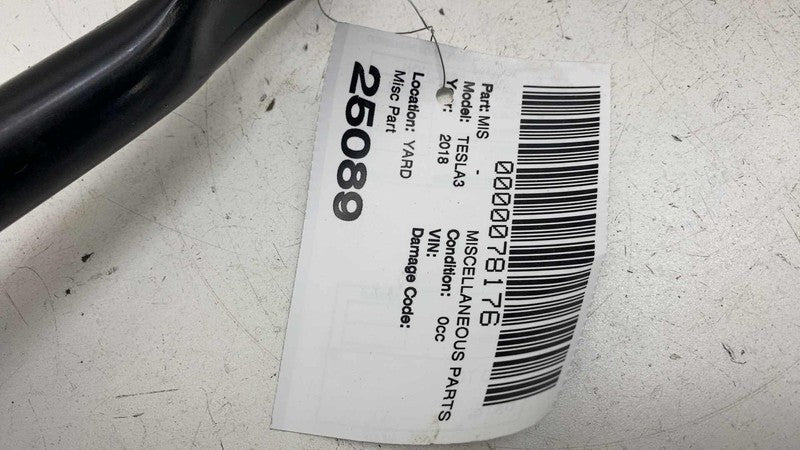 0000078176
Part: MIS - MISCELLANEOUS PARTS
Model: TESLA3 Condition: 0cc
Year: 2018 VIN:
Location: YARD Damage Code:
Misc Part
25089